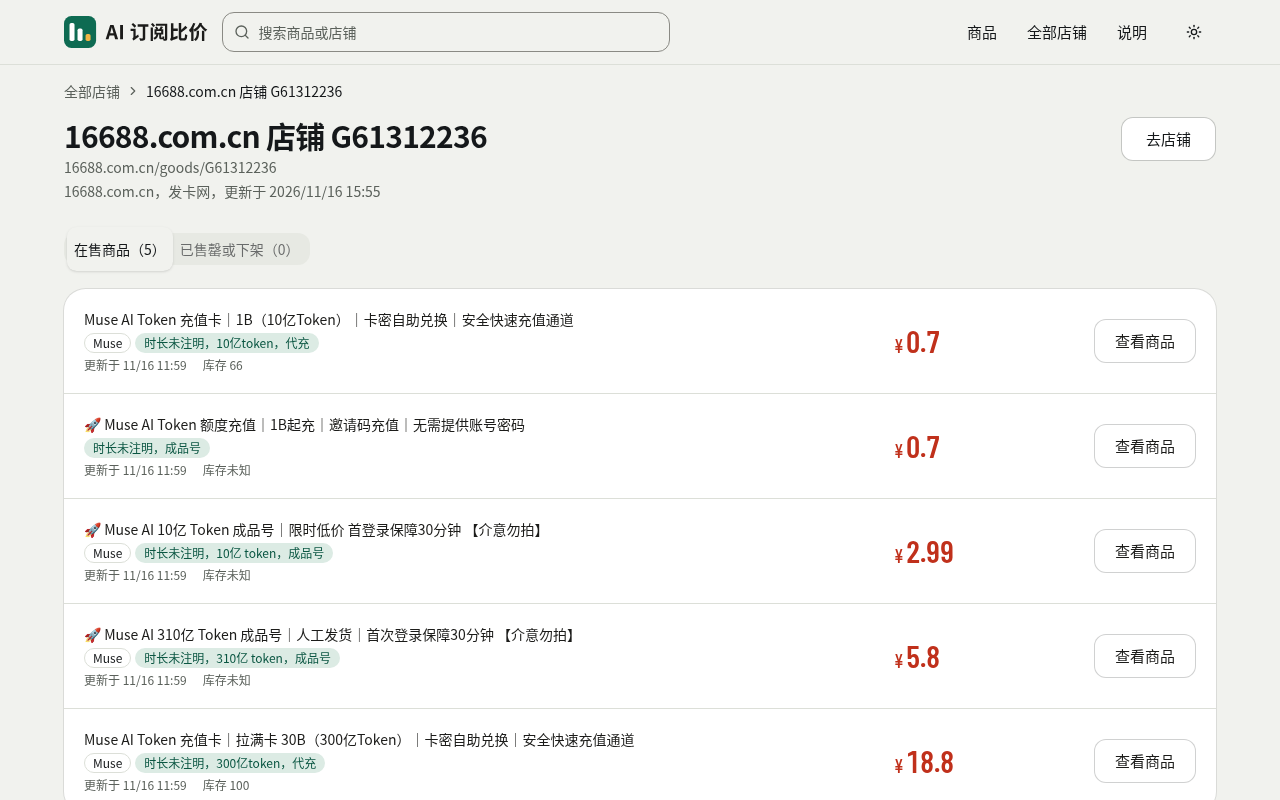 AI 订阅比价
搜索商品或店铺
商品
全部店铺
说明
全部店铺 > 16688.com.cn 店铺 G61312236
16688.com.cn 店铺 G61312236
去店铺
16688.com.cn/goods/G61312236
16688.com.cn，发卡网，更新于 2026/11/16 15:55
在售商品（5）
已售罄或下架（0）
Muse AI Token 充值卡｜1B（10亿Token）｜卡密自助兑换｜安全快速充值通道
Muse
时长未注明，10亿token，代充
更新于 11/16 11:59
库存 66
¥0.7
查看商品
🚀 Muse AI Token 额度充值｜1B起充｜邀请码充值｜无需提供账号密码
时长未注明，成品号
更新于 11/16 11:59
库存未知
¥0.7
查看商品
🚀 Muse AI 10亿 Token 成品号｜限时低价 首登录保障30分钟 【介意勿拍】
Muse
时长未注明，10亿 token，成品号
更新于 11/16 11:59
库存未知
¥2.99
查看商品
🚀 Muse AI 310亿 Token 成品号｜人工发货｜首次登录保障30分钟 【介意勿拍】
Muse
时长未注明，310亿 token，成品号
更新于 11/16 11:59
库存未知
¥5.8
查看商品
Muse AI Token 充值卡｜拉满卡 30B（300亿Token）｜卡密自助兑换｜安全快速充值通道
Muse
时长未注明，300亿token，代充
更新于 11/16 11:59
库存 100
¥18.8
查看商品